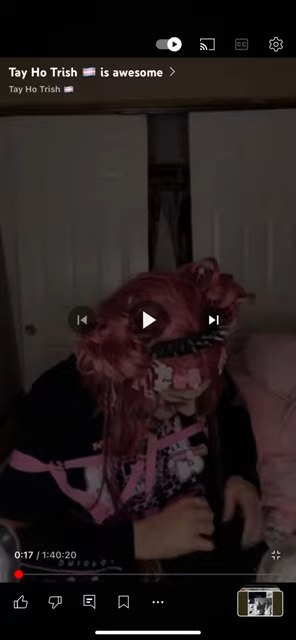 CC
Tay Ho Trish 🏳️‍⚧️ is awesome
Tay Ho Trish 🏳️‍⚧️
0:17 / 1:40:20